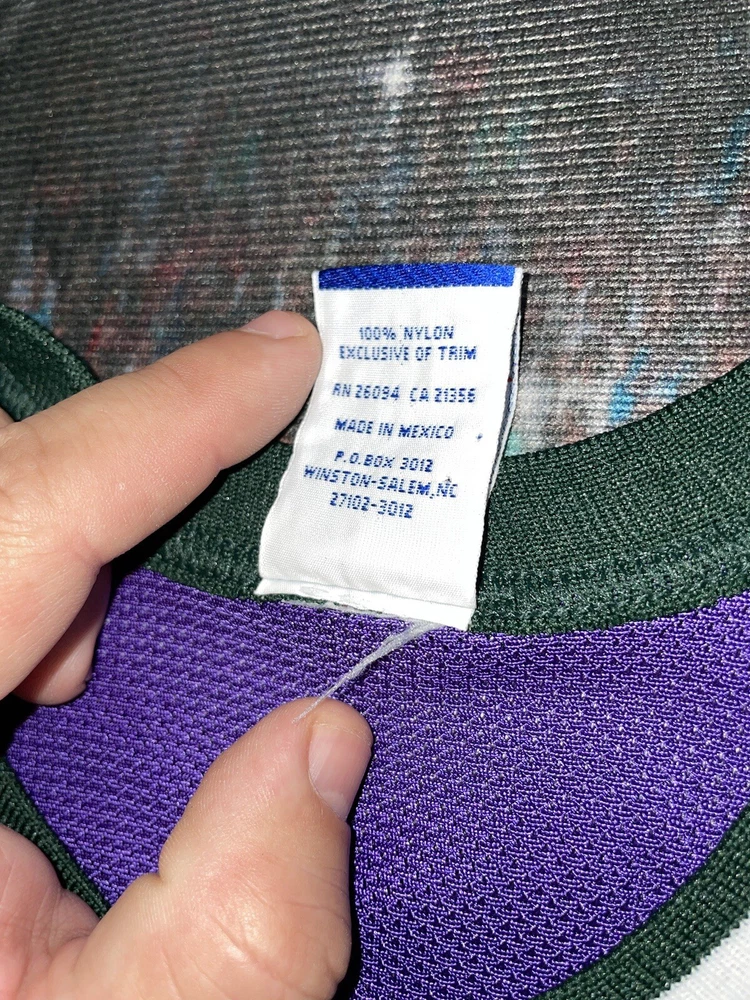 100% NYLON
EXCLUSIVE OF TRIM
RN 26094 CA 21356
MADE IN MEXICO
P.O.BOX 3012
WINSTON-SALEM, NC
27102-3012